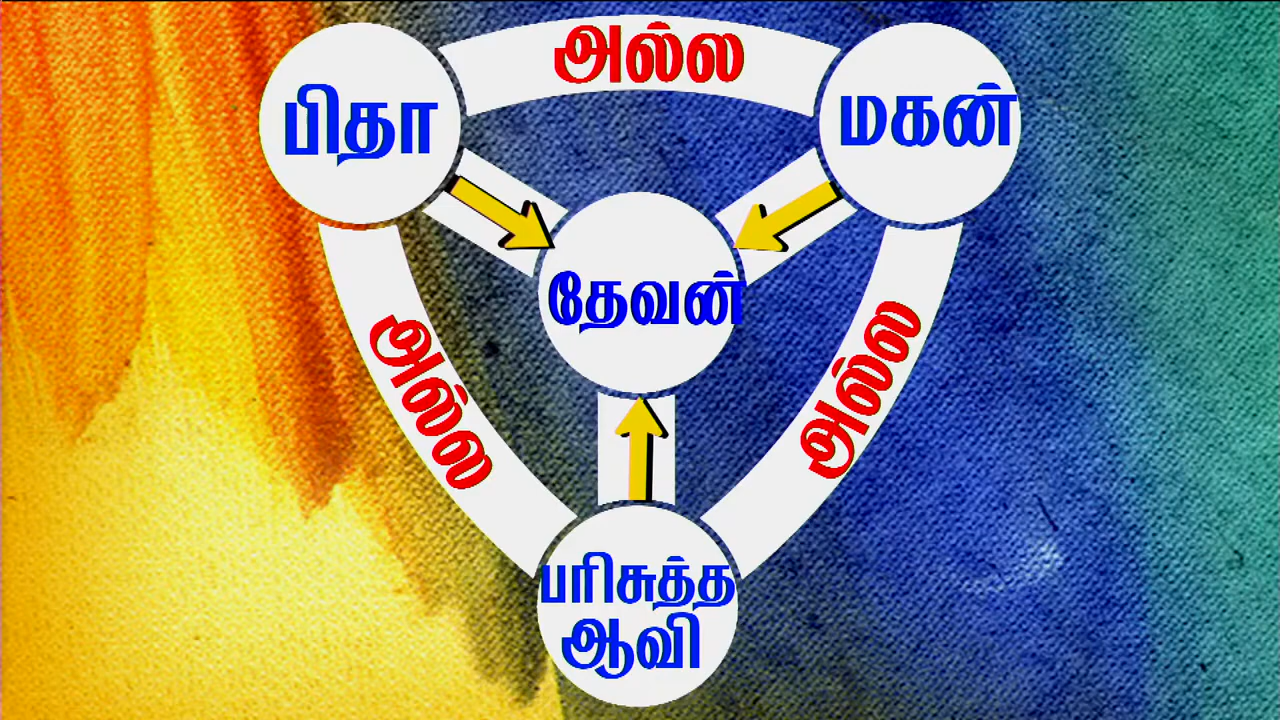 அல்ல
பிதா
மகன்
தேவன்
அல்ல
அல்ல
பரிசுத்த
ஆவி